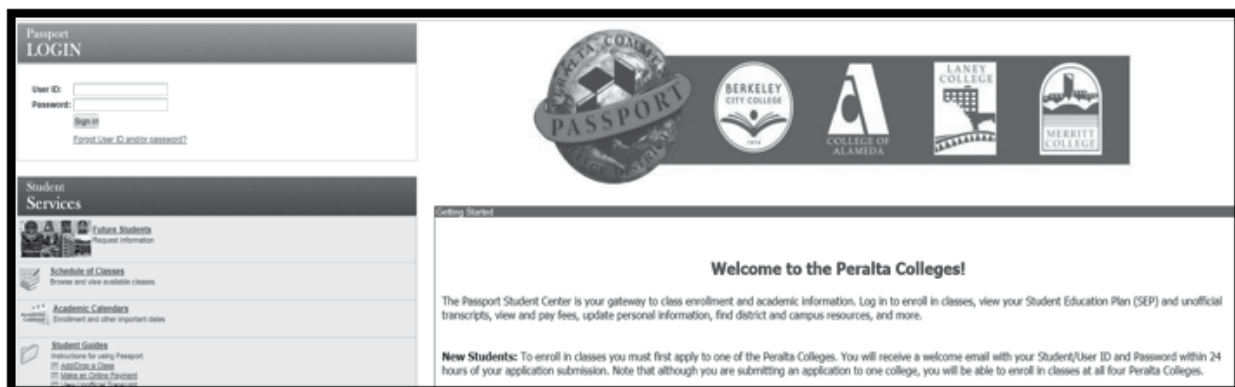 Passport
LOGIN
User ID:
Password:
Sign in
Forgot User ID and/or password?
Student
Services
Future Students
Request Information
Schedule of Classes
Browse and view available classes.
Academic Calendars
Enrollment and other important dates
Student Guides
Instructions for using Passport.
Add/Drop a Class
Make an Online Payment
View Unofficial Transcript
PERALTA COMMUNITY
PASSPORT
COLLEGE DISTRICT
BERKELEY
CITY COLLEGE
1974
COLLEGE OF
ALAMEDA
LANEY
COLLEGE
MERRITT
COLLEGE
Getting Started
Welcome to the Peralta Colleges!
The Passport Student Center is your gateway to class enrollment and academic information. Log in to enroll in classes, view your Student Education Plan (SEP) and unofficial
transcripts, view and pay fees, update personal information, find district and campus resources, and more.
New Students: To enroll in classes you must first apply to one of the Peralta Colleges. You will receive a welcome email with your Student/User ID and Password within 24
hours of your application submission. Note that although you are submitting an application to one college, you will be able to enroll in classes at all four Peralta Colleges.